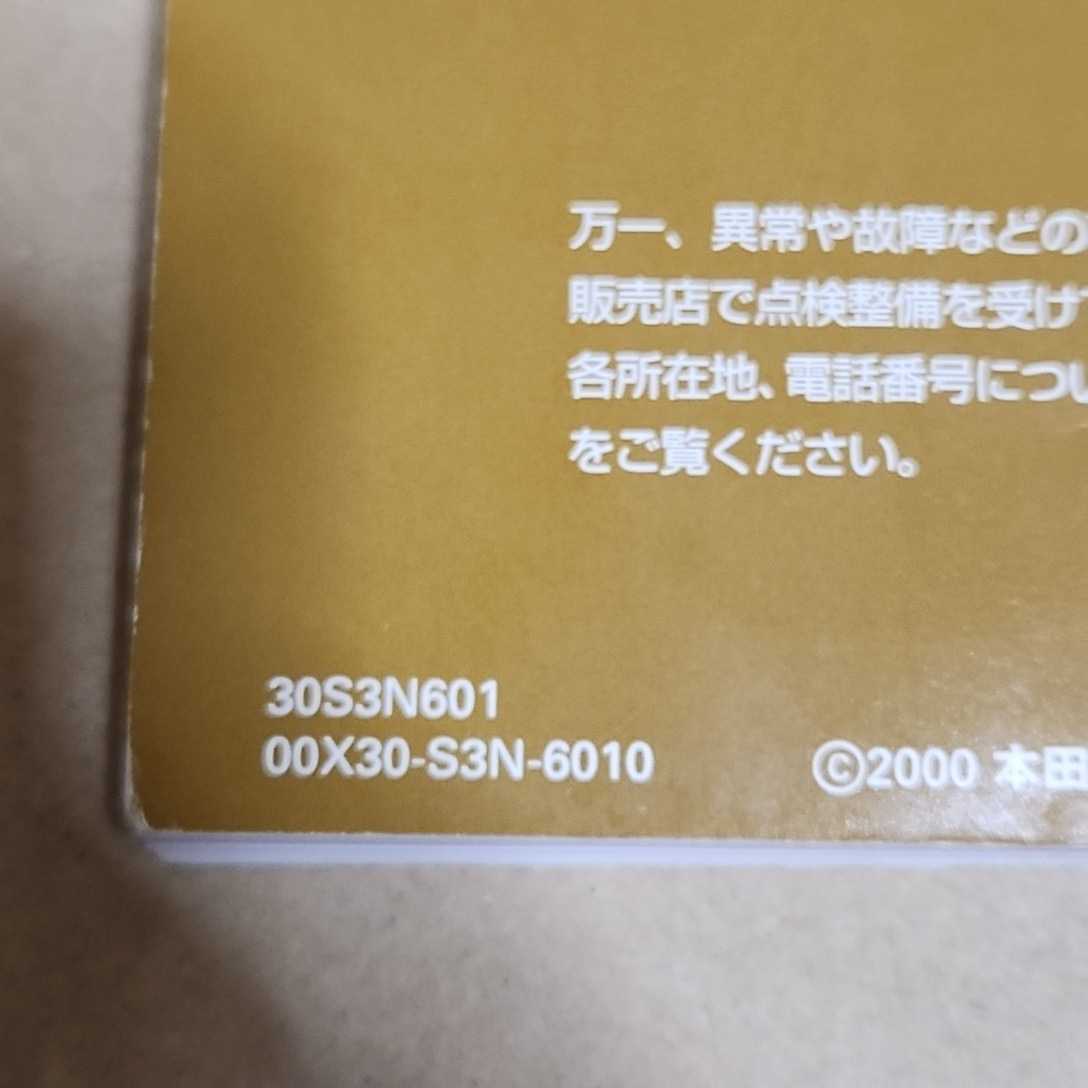 万一、異常や故障などの
販売店で点検整備を受け
各所在地、電話番号につい
をご覧ください。
30S3N601
00X30-S3N-6010
©2000 本田